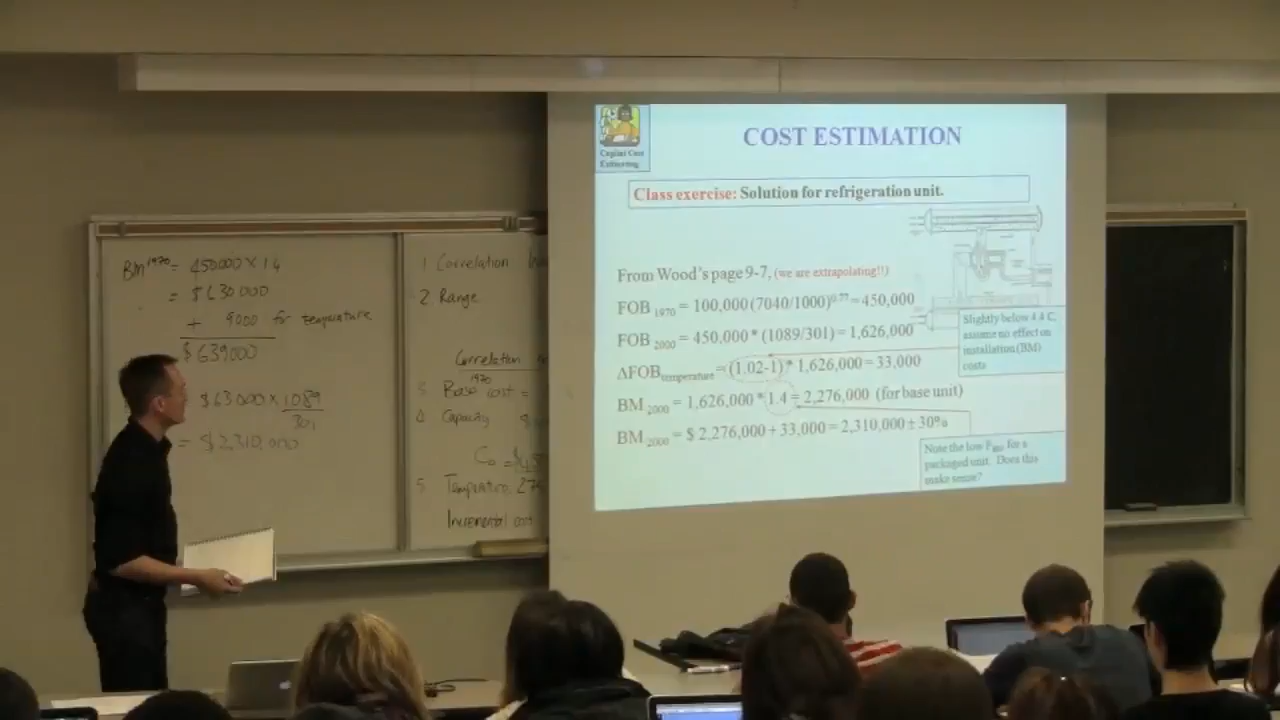 BM 1970 = 450000 × 1.4
= $630000
+ 9000 for temperature
$639000
$63000 × 1089
301
= $2,310,000
1 Correlation
2. Range
Correlation
1970
Base cost =
Capacity
5. Temperature
Incremental cost
Capital Cost
Estimating
COST ESTIMATION
Class exercise: Solution for refrigeration unit.
From Wood's page 9-7, (we are extrapolating!!)
FOB 1970 = 100,000 (7040/1000)^0.77 = 450,000
FOB 2000 = 450.000 * (1089/301) = 1,626,000
ΔFOB temperature = (1.02-1) * 1,626,000 = 33,000
BM 2000 = 1,626,000 * 1.4 = 2,276,000 (for base unit)
BM 2000 = $ 2,276,000 + 33,000 = 2,310,000 ± 30%
Slightly below 4.4 C,
assume no effect on
installation (BM)
costs
Note the low F BM for a
packaged unit. Does this
make sense?